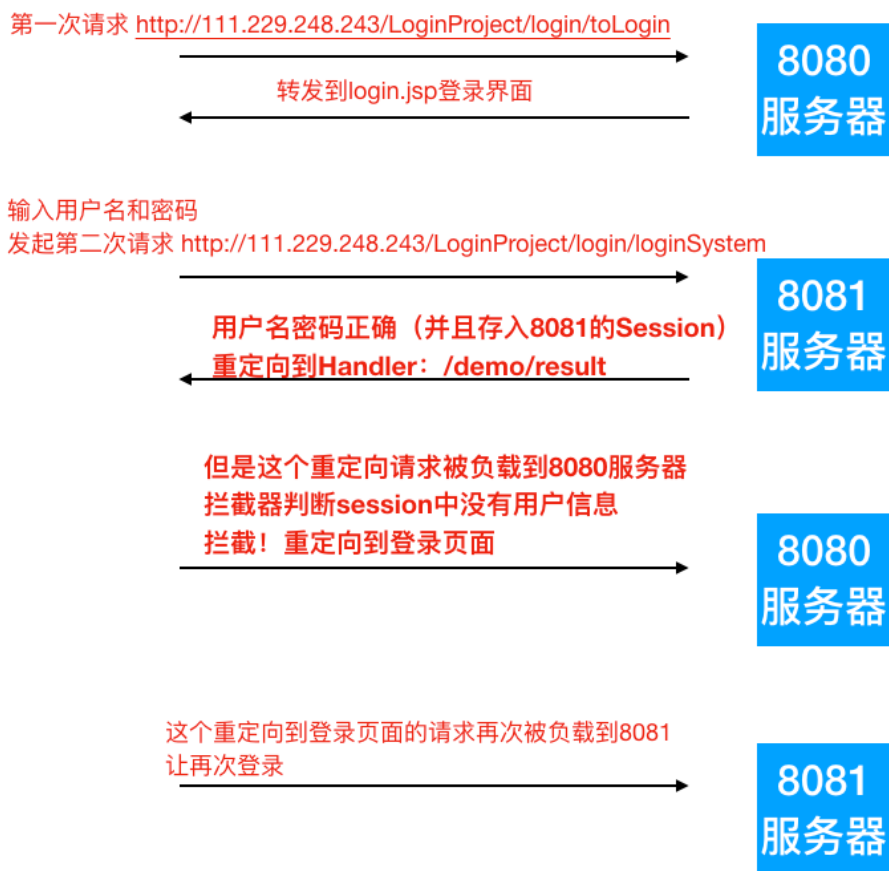 第一次请求 http://111.229.248.243/LoginProject/login/toLogin
8080
服务器
转发到login.jsp登录界面
输入用户名和密码
发起第二次请求 http://111.229.248.243/LoginProject/login/loginSystem
8081
服务器
用户名密码正确（并且存入8081的Session）
重定向到Handler：/demo/result
但是这个重定向请求被负载到8080服务器
拦截器判断session中没有用户信息
拦截！重定向到登录页面
8080
服务器
这个重定向到登录页面的请求再次被负载到8081
让再次登录
8081
服务器